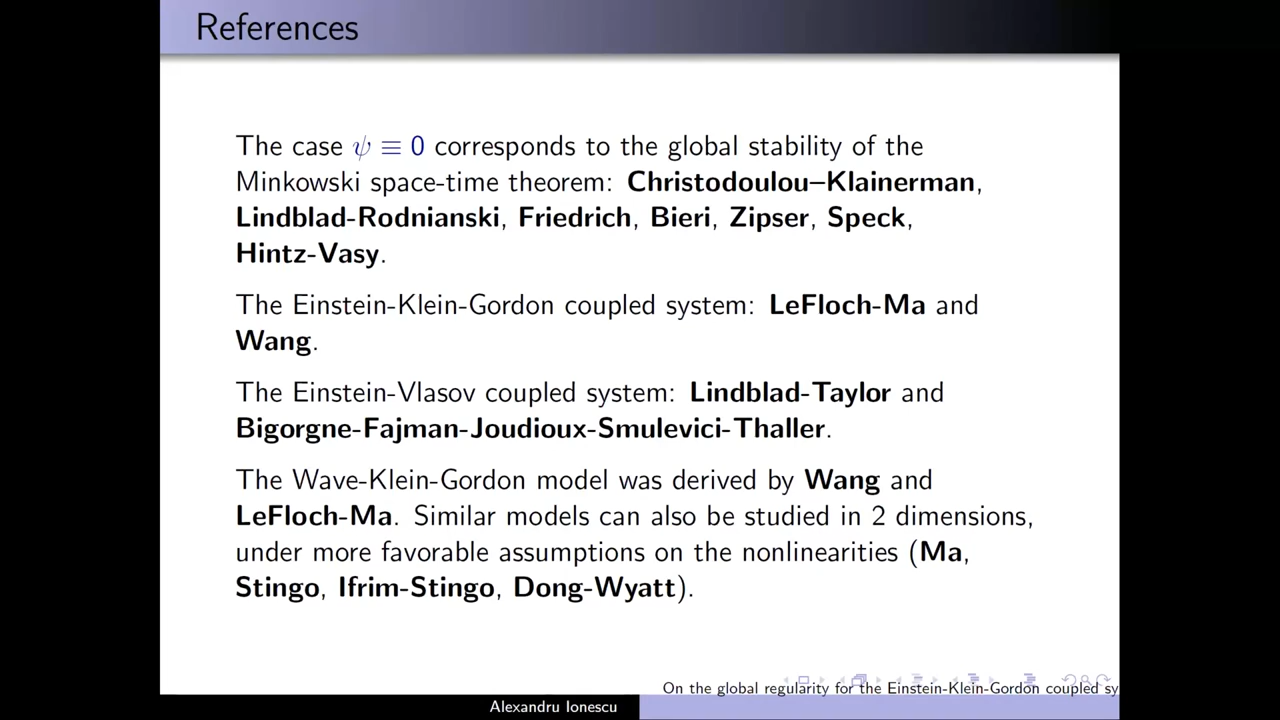 References
The case ψ ≡ 0 corresponds to the global stability of the
Minkowski space-time theorem: Christodoulou–Klainerman,
Lindblad-Rodnianski, Friedrich, Bieri, Zipser, Speck,
Hintz-Vasy.
The Einstein-Klein-Gordon coupled system: LeFloch-Ma and
Wang.
The Einstein-Vlasov coupled system: Lindblad-Taylor and
Bigorgne-Fajman-Joudioux-Smulevici-Thaller.
The Wave-Klein-Gordon model was derived by Wang and
LeFloch-Ma. Similar models can also be studied in 2 dimensions,
under more favorable assumptions on the nonlinearities (Ma,
Stingo, Ifrim-Stingo, Dong-Wyatt).
On the global regularity for the Einstein-Klein-Gordon coupled sy
Alexandru Ionescu